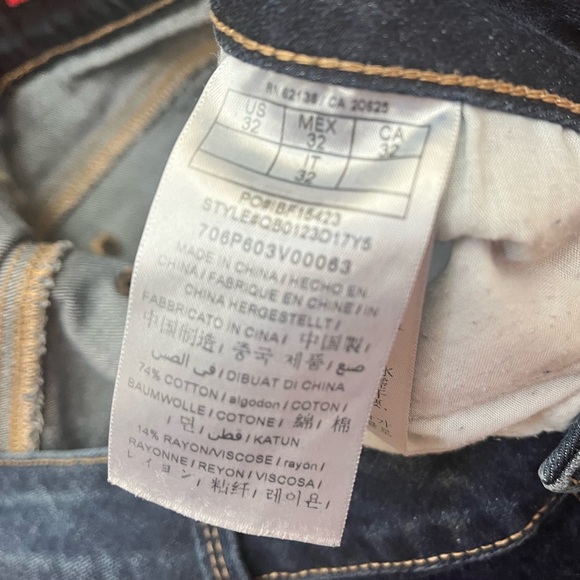 RN 62136 / CA 20625
US MEX CA
32 32 32
IT
32
PO# BF15423
STYLE#QB0123D17Y5
706P603V00063
MADE IN CHINA / HECHO EN
CHINA / FABRIQUE EN CHINE / IN
CHINA HERGESTELLT /
FABBRICATO IN CINA / 中国製 /
中国制造 / 중국 제품 / صنع
في الصين / DIBUAT DI CHINA
74% COTTON / algodon / COTON /
BAUMWOLLE / COTONE / 綿 / 棉
/ 면 / قطن / KATUN
14% RAYON/VISCOSE / rayón /
RAYONNE / REYON / VISCOSA /
レイヨン / 粘纤 / 레이온 /